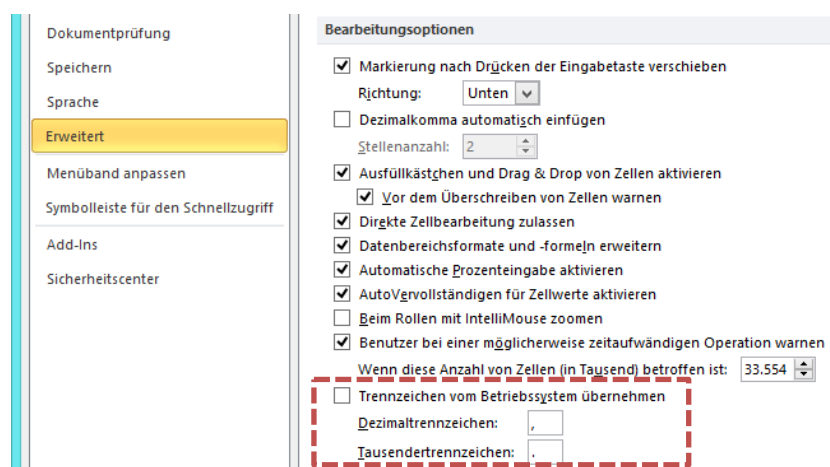 Dokumentprüfung
Speichern
Sprache
Erweitert
Menüband anpassen
Symbolleiste für den Schnellzugriff
Add-Ins
Sicherheitscenter
Bearbeitungsoptionen
Markierung nach Drücken der Eingabetaste verschieben
Richtung: Unten
Dezimalkomma automatisch einfügen
Stellenanzahl: 2
Ausfüllkästchen und Drag & Drop von Zellen aktivieren
Vor dem Überschreiben von Zellen warnen
Direkte Zellbearbeitung zulassen
Datenbereichsformate und -formeln erweitern
Automatische Prozenteingabe aktivieren
AutoVervollständigen für Zellwerte aktivieren
Beim Rollen mit IntelliMouse zoomen
Benutzer bei einer möglicherweise zeitaufwändigen Operation warnen
Wenn diese Anzahl von Zellen (in Tausend) betroffen ist: 33.554
Trennzeichen vom Betriebssystem übernehmen
Dezimaltrennzeichen: ,
Tausendertrennzeichen: .